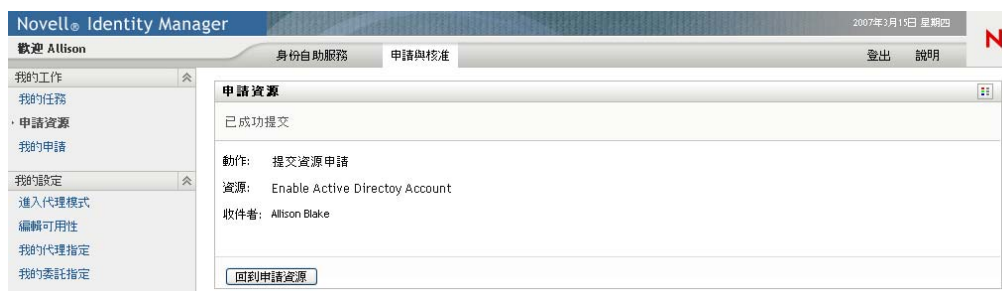 Novell® Identity Manager
2007年3月15日 星期四
N
歡迎 Allison
身份自助服務
申請與核准
登出
說明
我的工作
我的任務
申請資源
我的申請
我的設定
進入代理模式
編輯可用性
我的代理指定
我的委託指定
申請資源
已成功提交
動作: 提交資源申請
資源: Enable Active Directoy Account
收件者: Allison Blake
回到申請資源